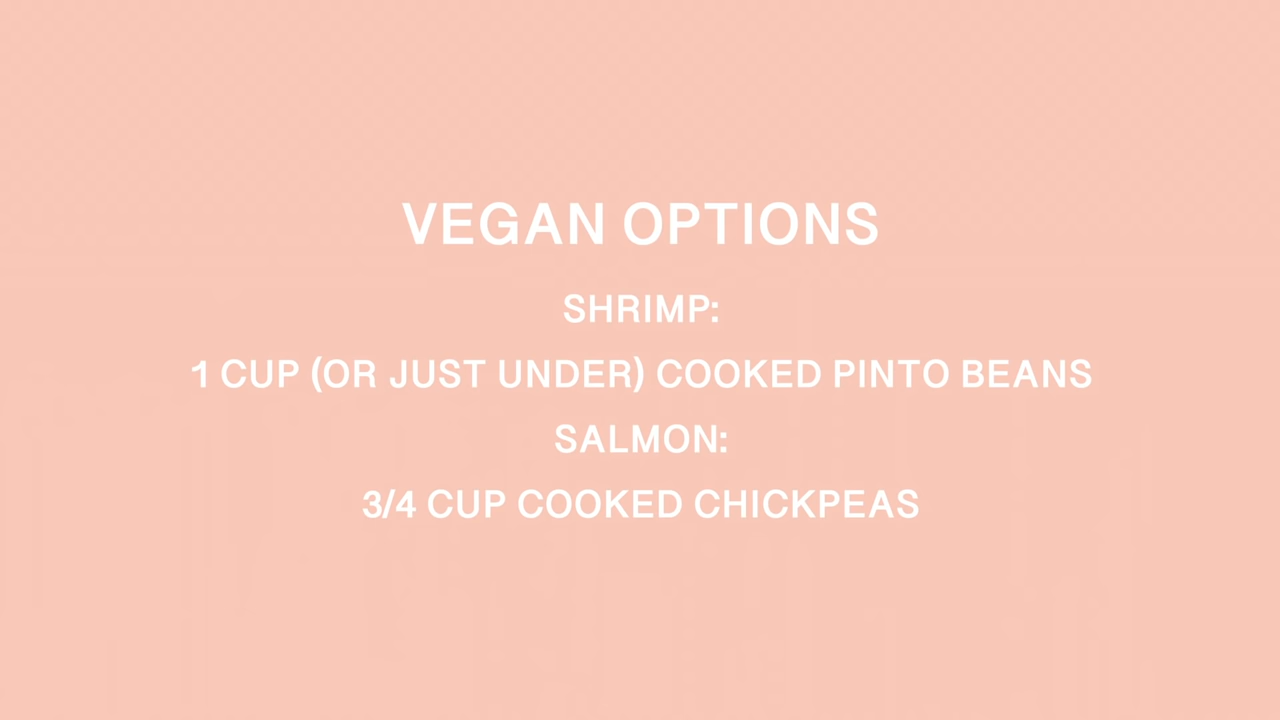 VEGAN OPTIONS
SHRIMP:
1 CUP (OR JUST UNDER) COOKED PINTO BEANS
SALMON:
3/4 CUP COOKED CHICKPEAS